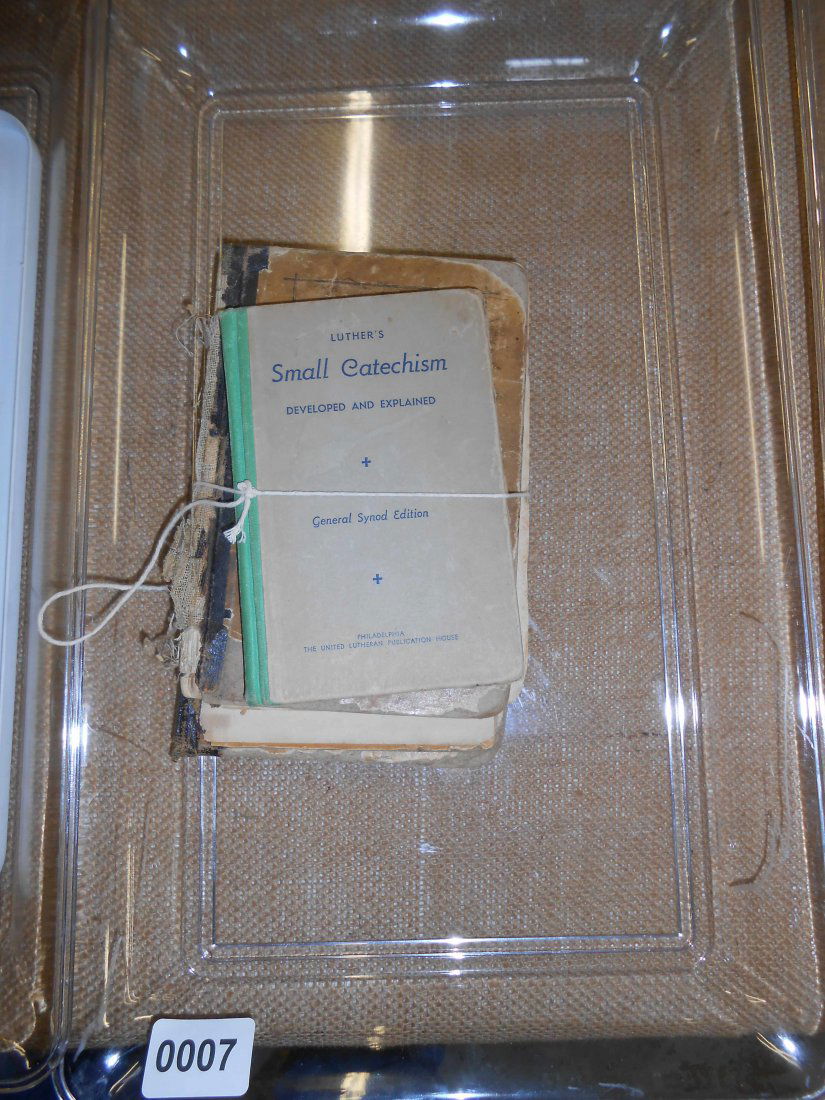 LUTHER'S
Small Catechism
DEVELOPED AND EXPLAINED
General Synod Edition
PHILADELPHIA
THE UNITED LUTHERAN PUBLICATION HOUSE
0007